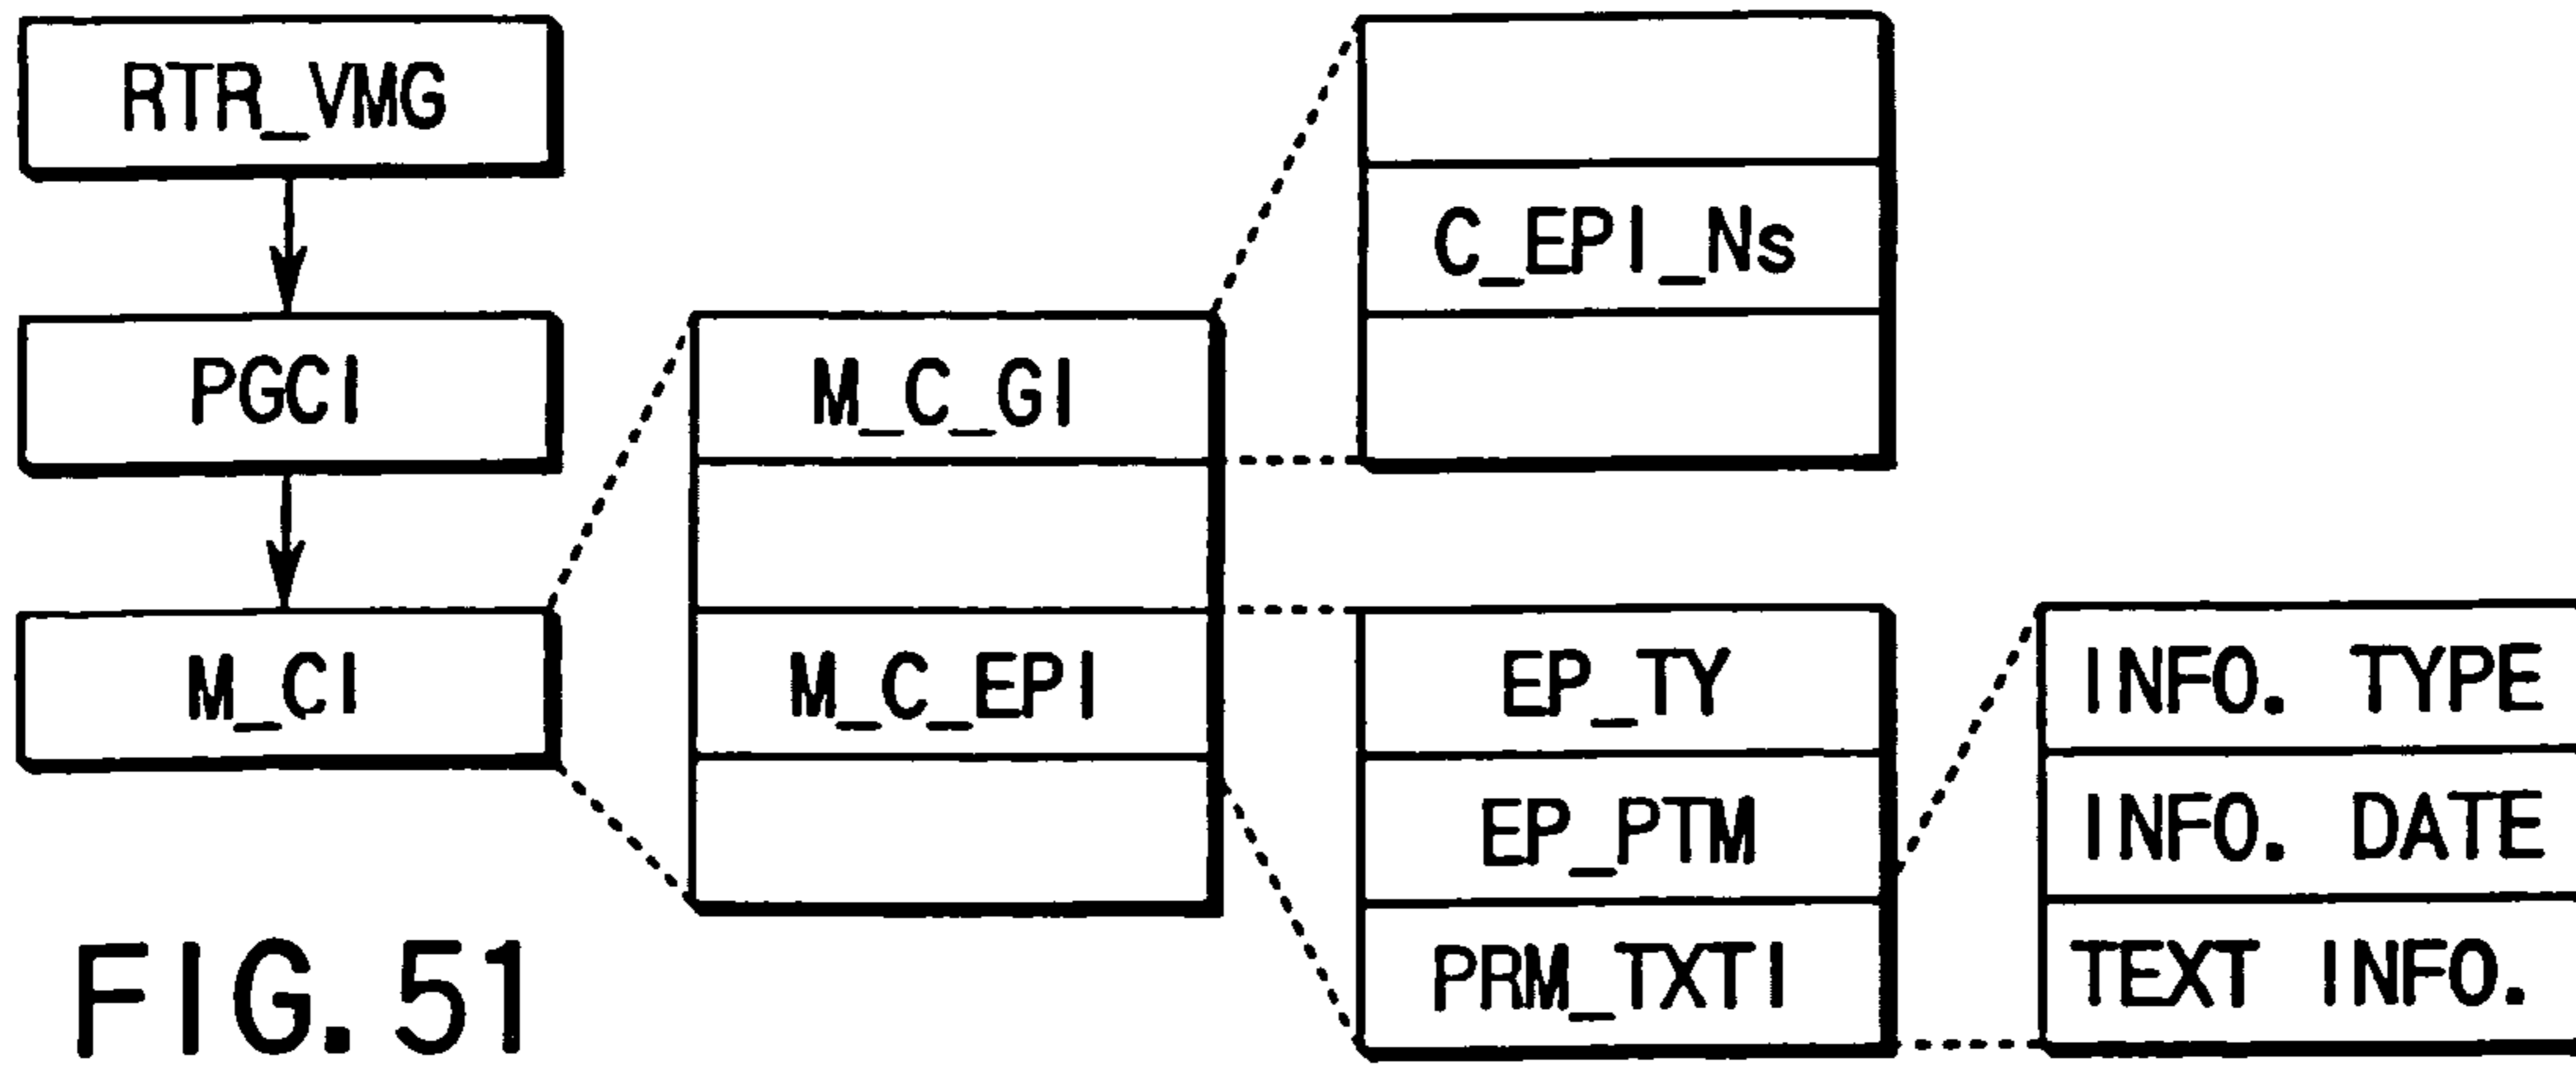 RTR_VMG
PGCI
M_CI
M_C_GI
M_C_EPI
C_EPI_Ns
EP_TY
EP_PTM
PRM_TXTI
INFO. TYPE
INFO. DATE
TEXT INFO.
FIG. 51